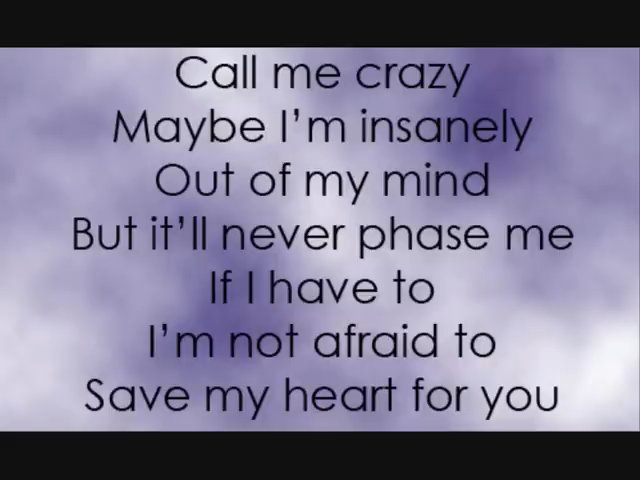 Call me crazy
Maybe I'm insanely
Out of my mind
But it'll never phase me
If I have to
I'm not afraid to
Save my heart for you